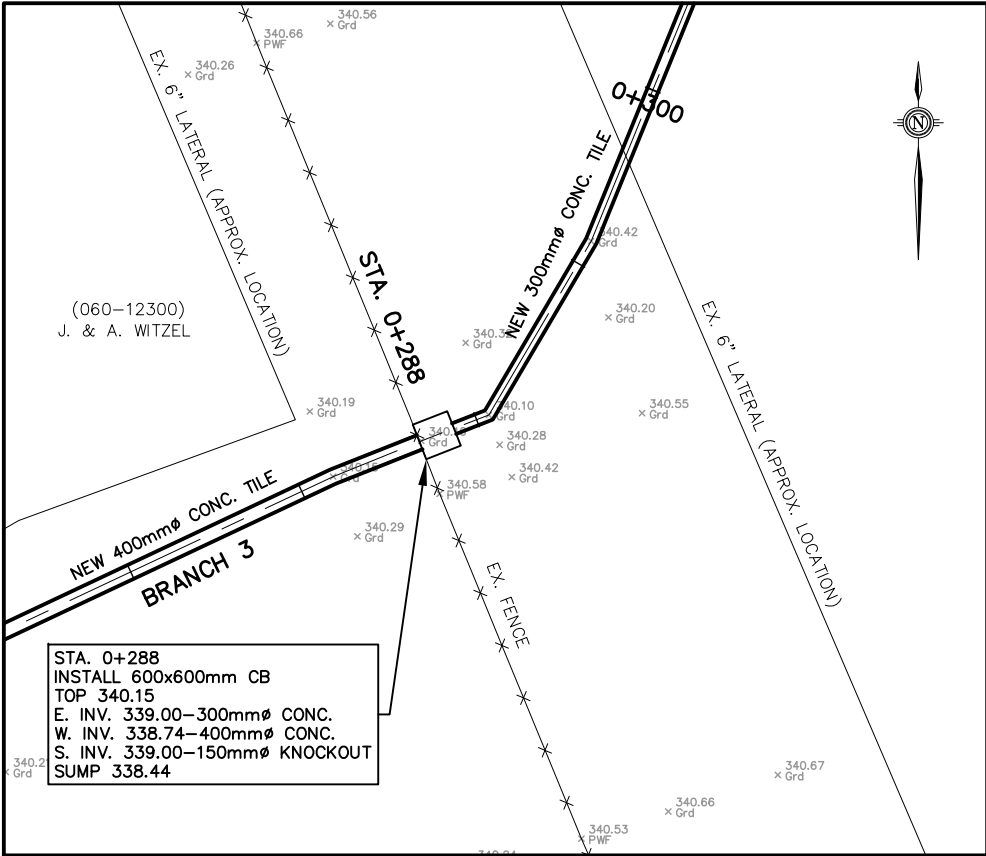 340.56
Grd
340.66
PWF
340.26
Grd
EX. 6" LATERAL (APPROX. LOCATION)
0+300
N
NEW 300mmø CONC. TILE
340.42
Grd
STA. 0+288
(060-12300)
J. & A. WITZEL
340.20
Grd
Grd
EX. 6" LATERAL (APPROX. LOCATION)
340.19
Grd
340.10
Grd
340.55
Grd
Grd
340.28
Grd
Grd
340.42
Grd
340.58
PWF
NEW 400mmø CONC. TILE
BRANCH 3
340.29
Grd
EX. FENCE
STA. 0+288
INSTALL 600x600mm CB
TOP 340.15
E. INV. 339.00-300mmø CONC.
W. INV. 338.74-400mmø CONC.
S. INV. 339.00-150mmø KNOCKOUT
SUMP 338.44
Grd
340.67
Grd
340.66
Grd
340.53
PWF